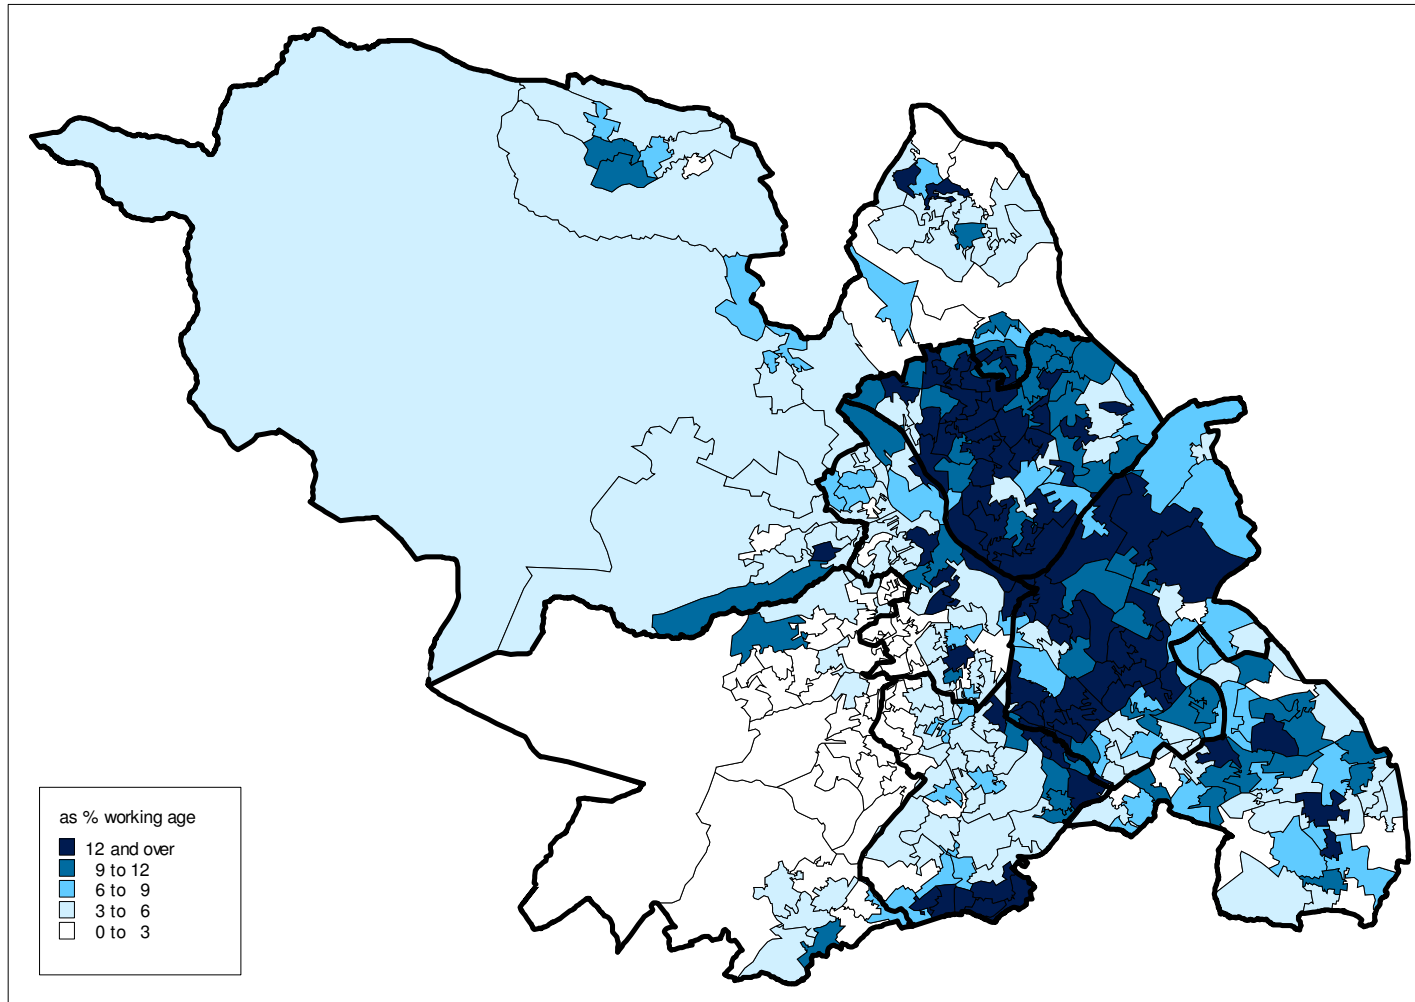 as % working age
12 and over
9 to 12
6 to 9
3 to 6
0 to 3